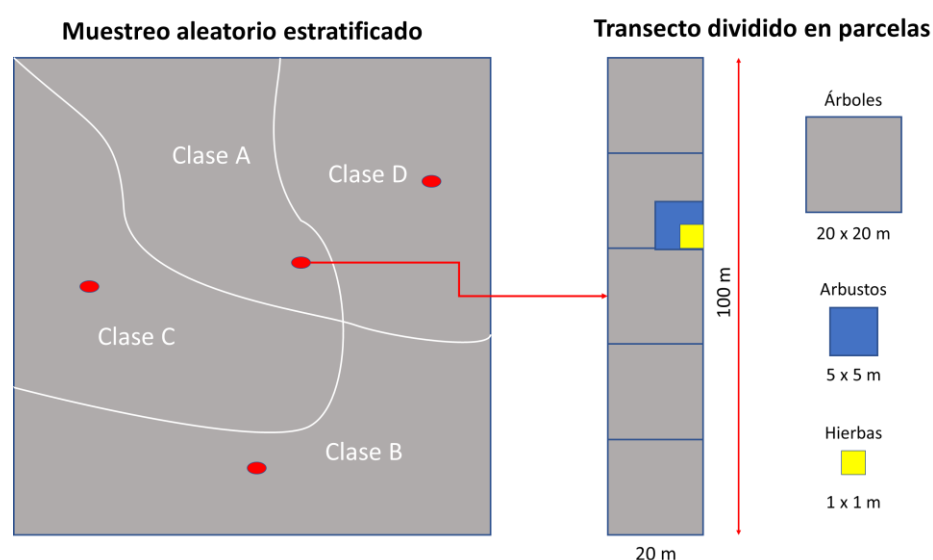 Muestreo aleatorio estratificado
Clase A
Clase D
Clase C
Clase B
Transecto dividido en parcelas
100 m
20 m
Árboles
20 x 20 m
Arbustos
5 x 5 m
Hierbas
1 x 1 m